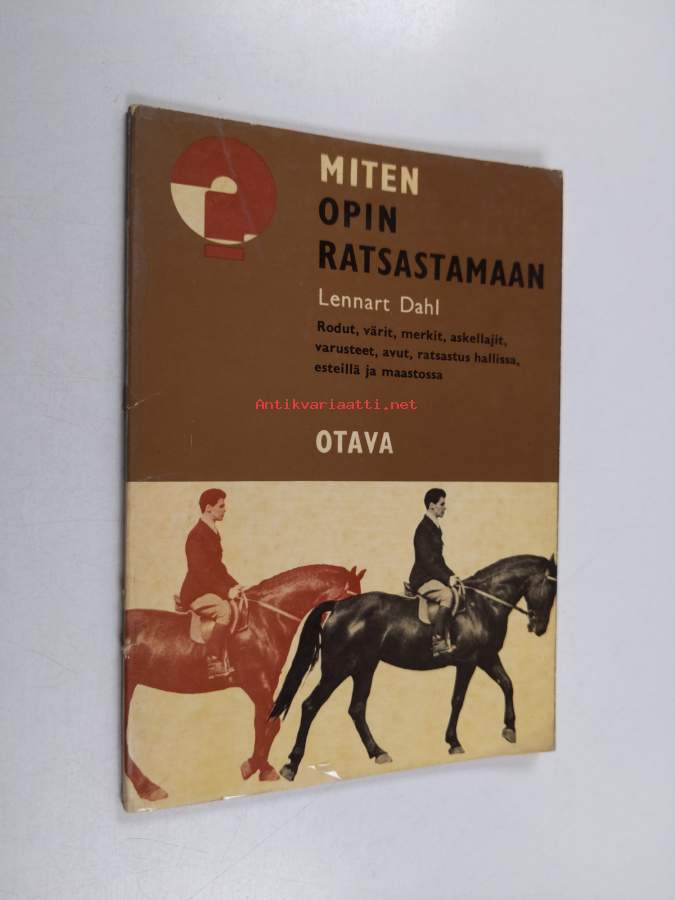 MITEN
OPIN
RATSASTAMAAN
Lennart Dahl
Rodut, värit, merkit, askellajit,
varusteet, avut, ratsastus hallissa,
esteillä ja maastossa
Antikvariaatti.net
OTAVA